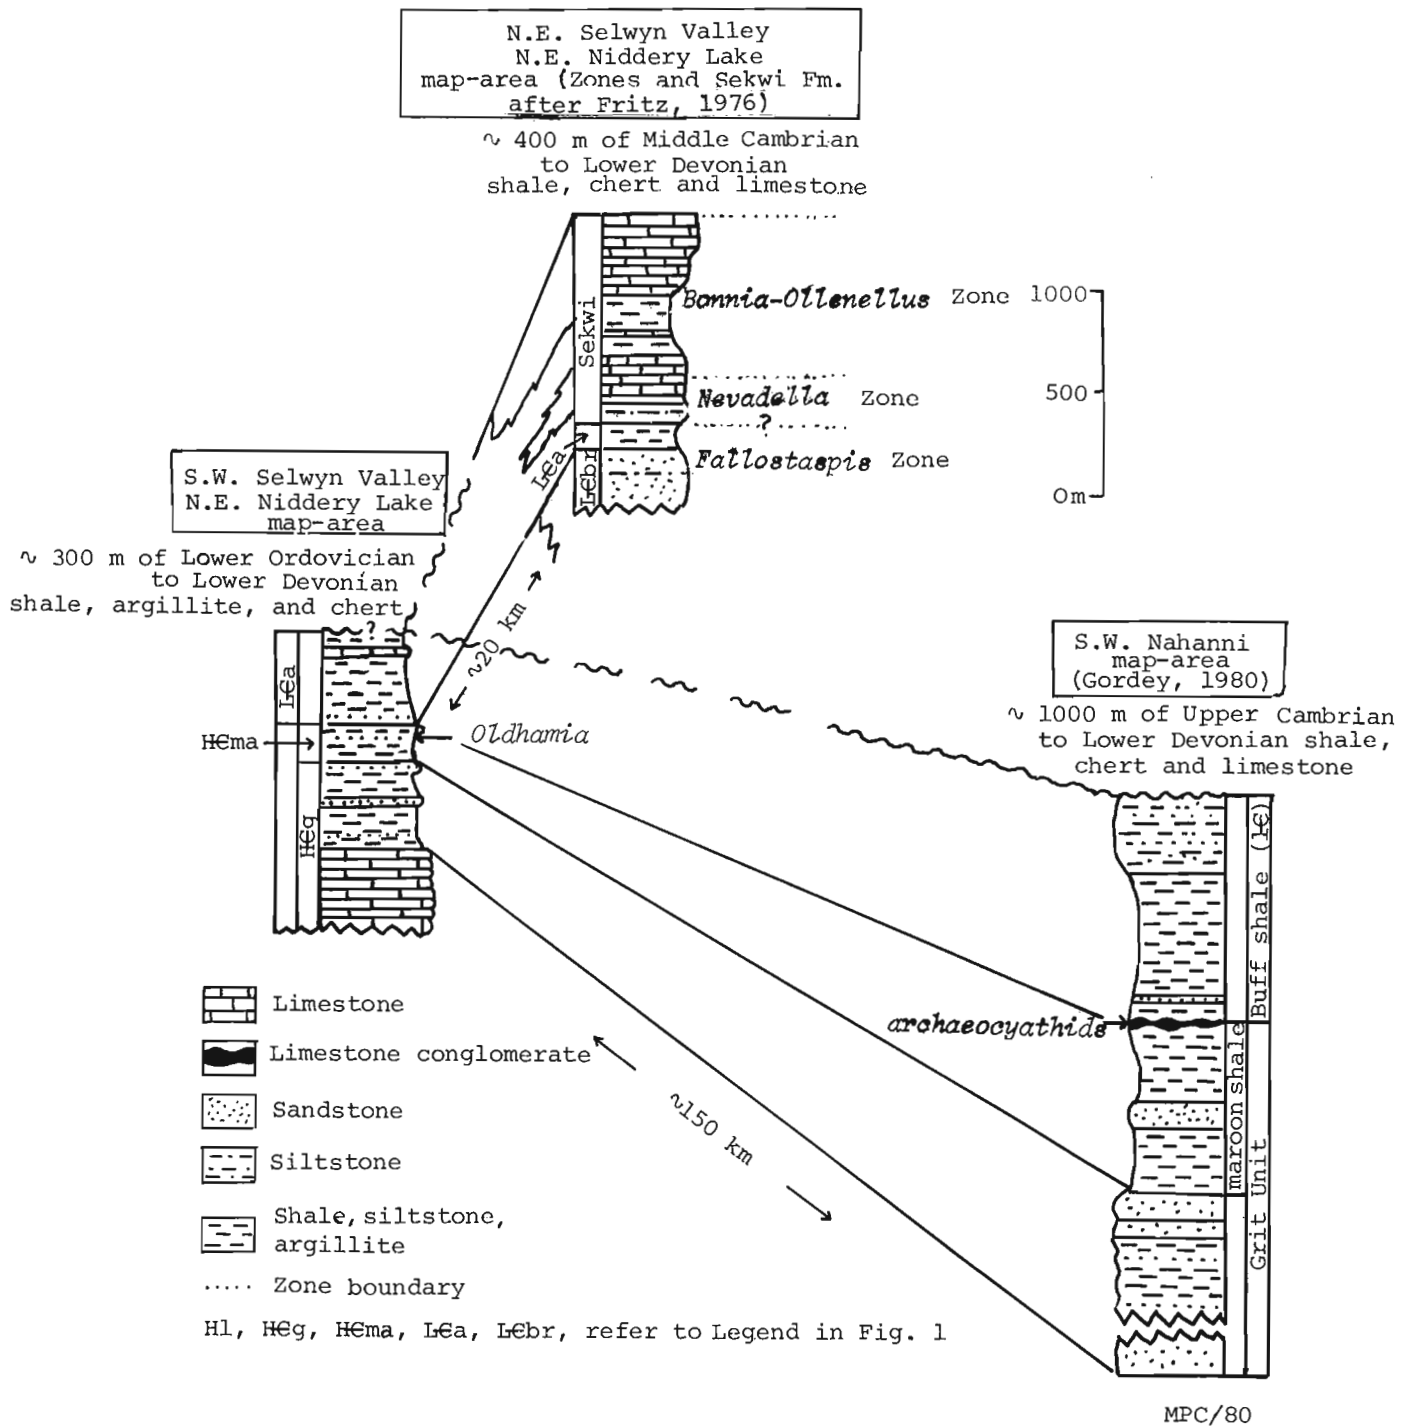 N.E. Selwyn Valley
N.E. Niddery Lake
map-area (Zones and Sekwi Fm.
after Fritz, 1976)
~ 400 m of Middle Cambrian
to Lower Devonian
shale, chert and limestone
Sekwi
Bonnia-Ollenellus Zone
1000
500
0m
Nevadella Zone
?
Fallostaspis Zone
LЄa
LЄbr
S.W. Selwyn Valley
N.E. Niddery Lake
map-area
~ 300 m of Lower Ordovician
to Lower Devonian
shale, argillite, and chert
?
~20 km
LЄa
HЄma
HЄg
Oldhamia
S.W. Nahanni
map-area
(Gordey, 1980)
~ 1000 m of Upper Cambrian
to Lower Devonian shale,
chert and limestone
Buff shale (lЄ)
archaeocyathids
maroon shale
Grit Unit
~150 km
Limestone
Limestone conglomerate
Sandstone
Siltstone
Shale, siltstone,
argillite
..... Zone boundary
Hl, HЄg, HЄma, LЄa, LЄbr, refer to Legend in Fig. 1
MPC/80